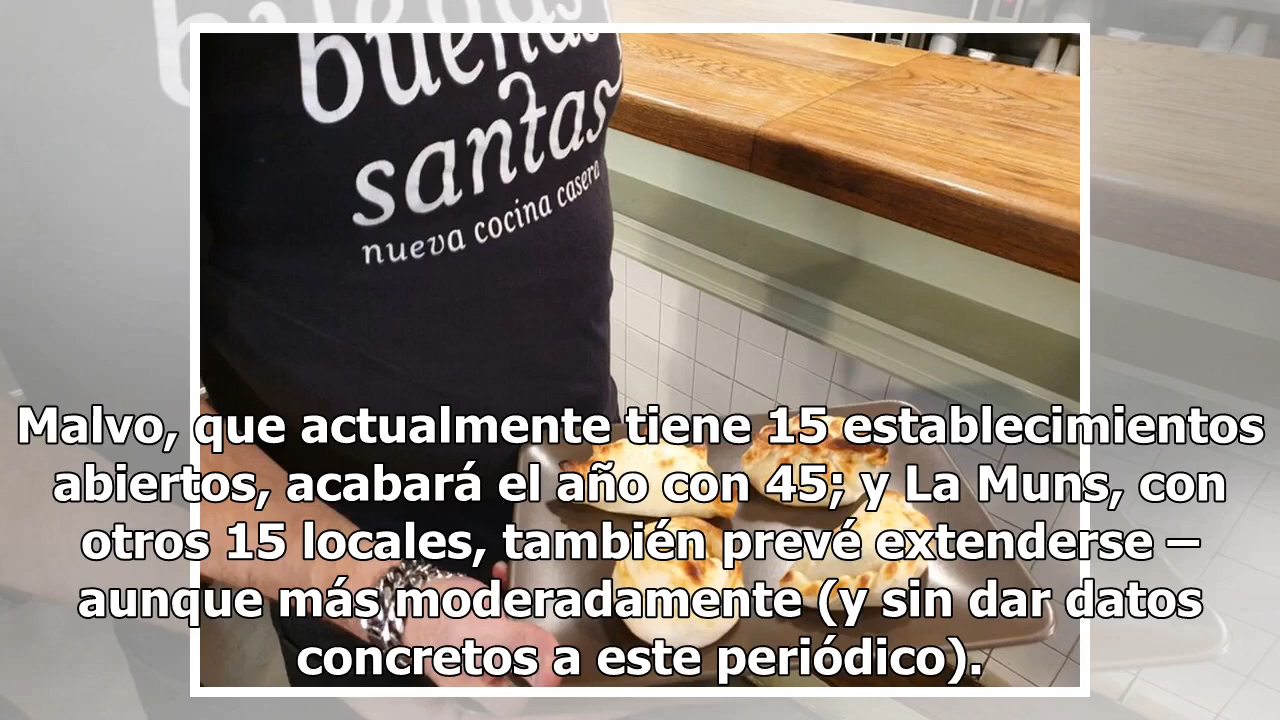 buenas
santas
nueva cocina casera
Malvo, que actualmente tiene 15 establecimientos
abiertos, acabará el año con 45; y La Muns, con
otros 15 locales, también prevé extenderse –
aunque más moderadamente (y sin dar datos
concretos a este periódico).